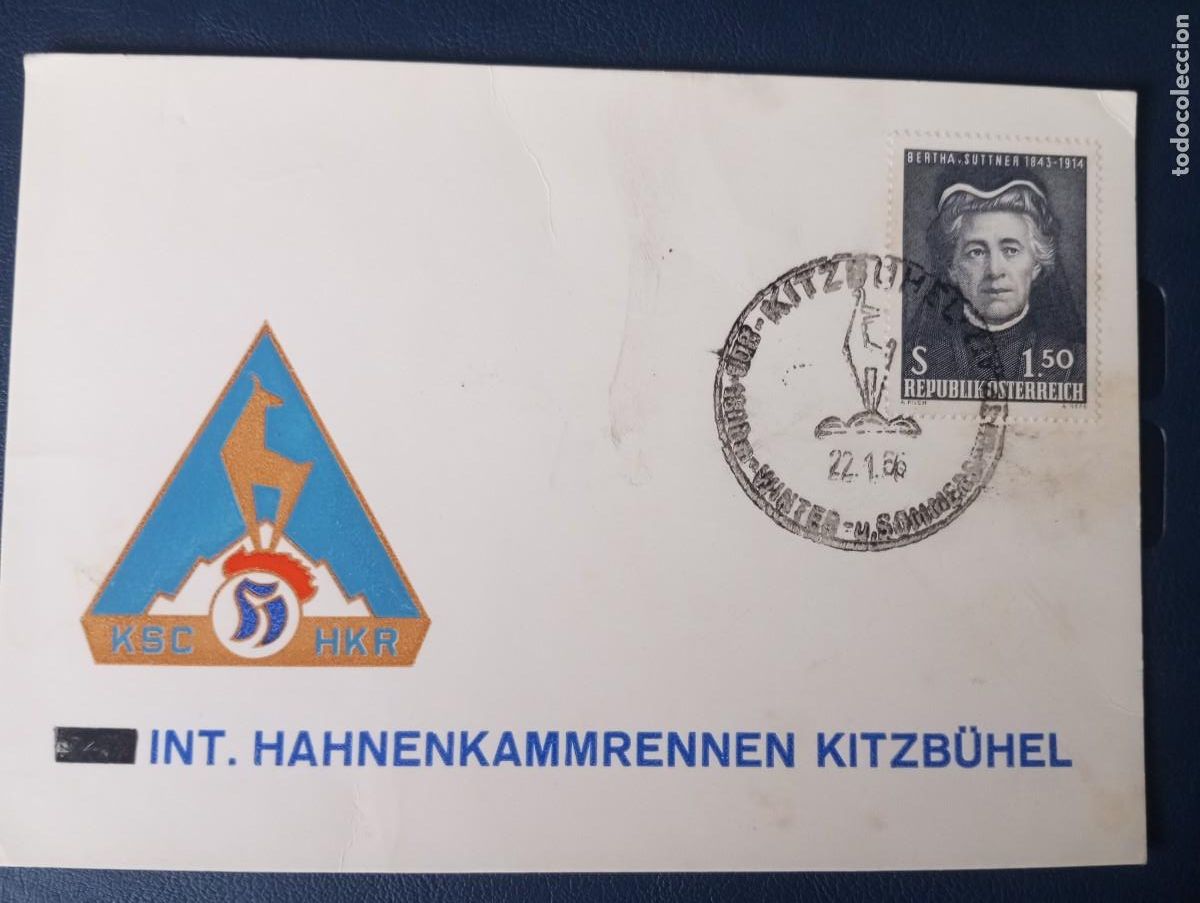 BERTHA v. SUTTNER 1843-1914
S 1.50
REPUBLIK ÖSTERREICH
A. PILCH
KITZBÜHEL
22.1.66
WINTER- u. SOMMER
KSC HKR
INT. HAHNENKAMMRENNEN KITZBÜHEL
todocoleccion